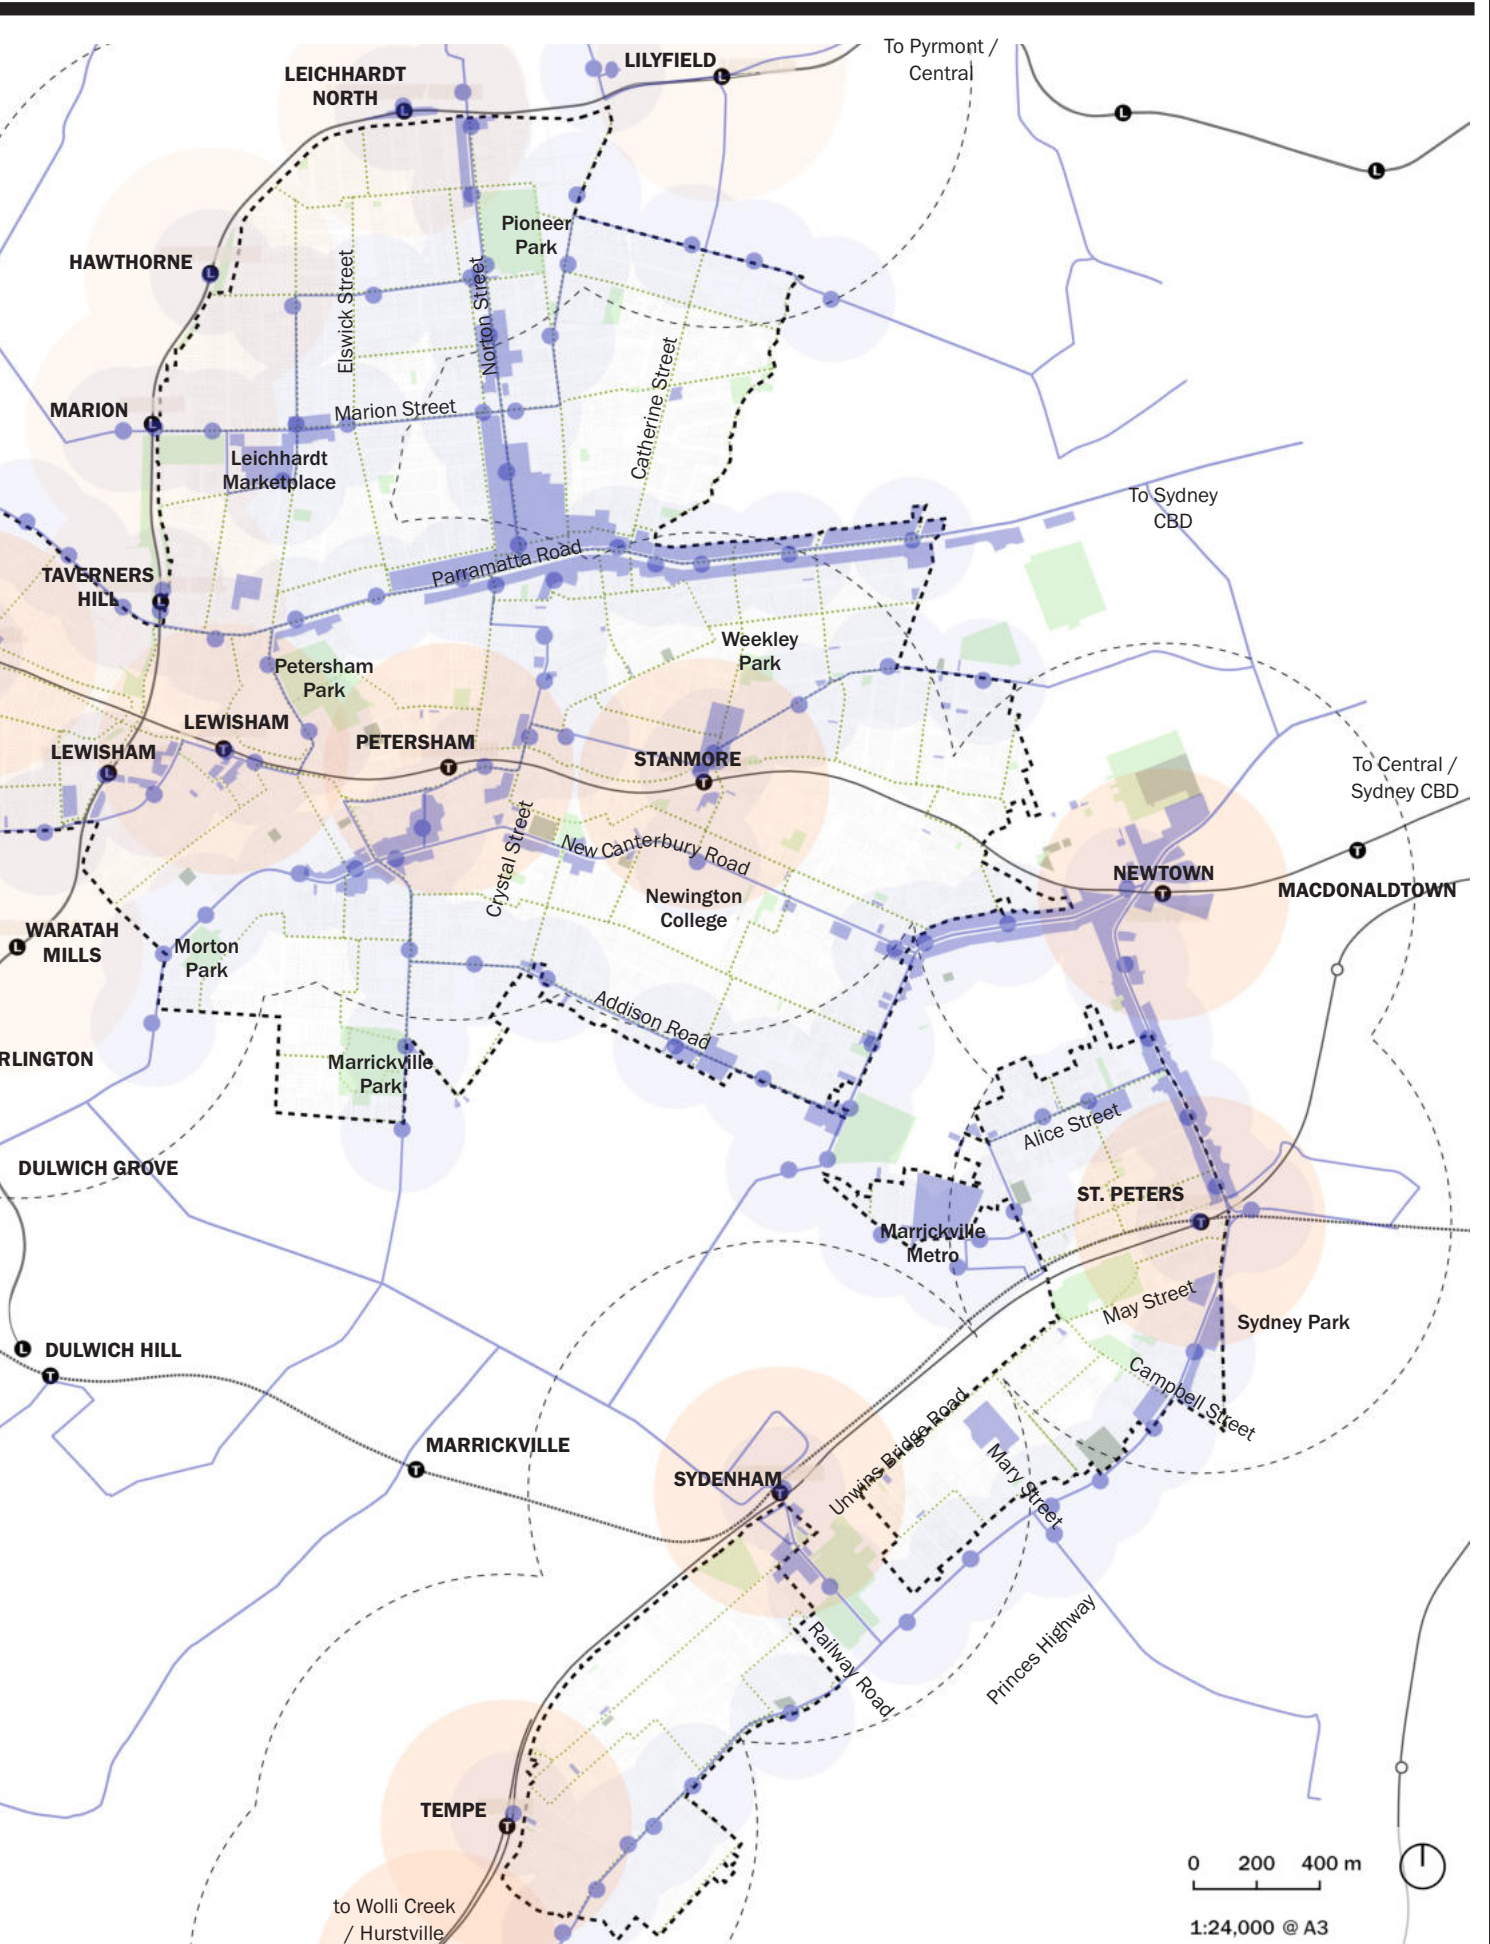 To Pyrmont /
Central
LILYFIELD
L
LEICHHARDT
NORTH
L
L
L
Pioneer
Park
HAWTHORNE
L
Elswick Street
Norton Street
Catherine Street
MARION
L
Marion Street
Leichhardt
Marketplace
To Sydney
CBD
Parramatta Road
TAVERNERS
HILL
L
Weekley
Park
Petersham
Park
LEWISHAM
T
LEWISHAM
L
PETERSHAM
T
STANMORE
T
To Central /
Sydney CBD
T
Crystal Street
New Canterbury Road
NEWTOWN
T
MACDONALDTOWN
Newington
College
WARATAH
MILLS
L
Morton
Park
Addison Road
RLINGTON
Marrickville
Park
Alice Street
DULWICH GROVE
ST. PETERS
T
Marrickville
Metro
May Street
Sydney Park
L
DULWICH HILL
T
Campbell Street
Unwins Bridge Road
MARRICKVILLE
T
Mary Street
SYDENHAM
T
Railway Road
Princes Highway
TEMPE
T
to Wolli Creek
/ Hurstville
0 200 400 m
1:24,000 @ A3